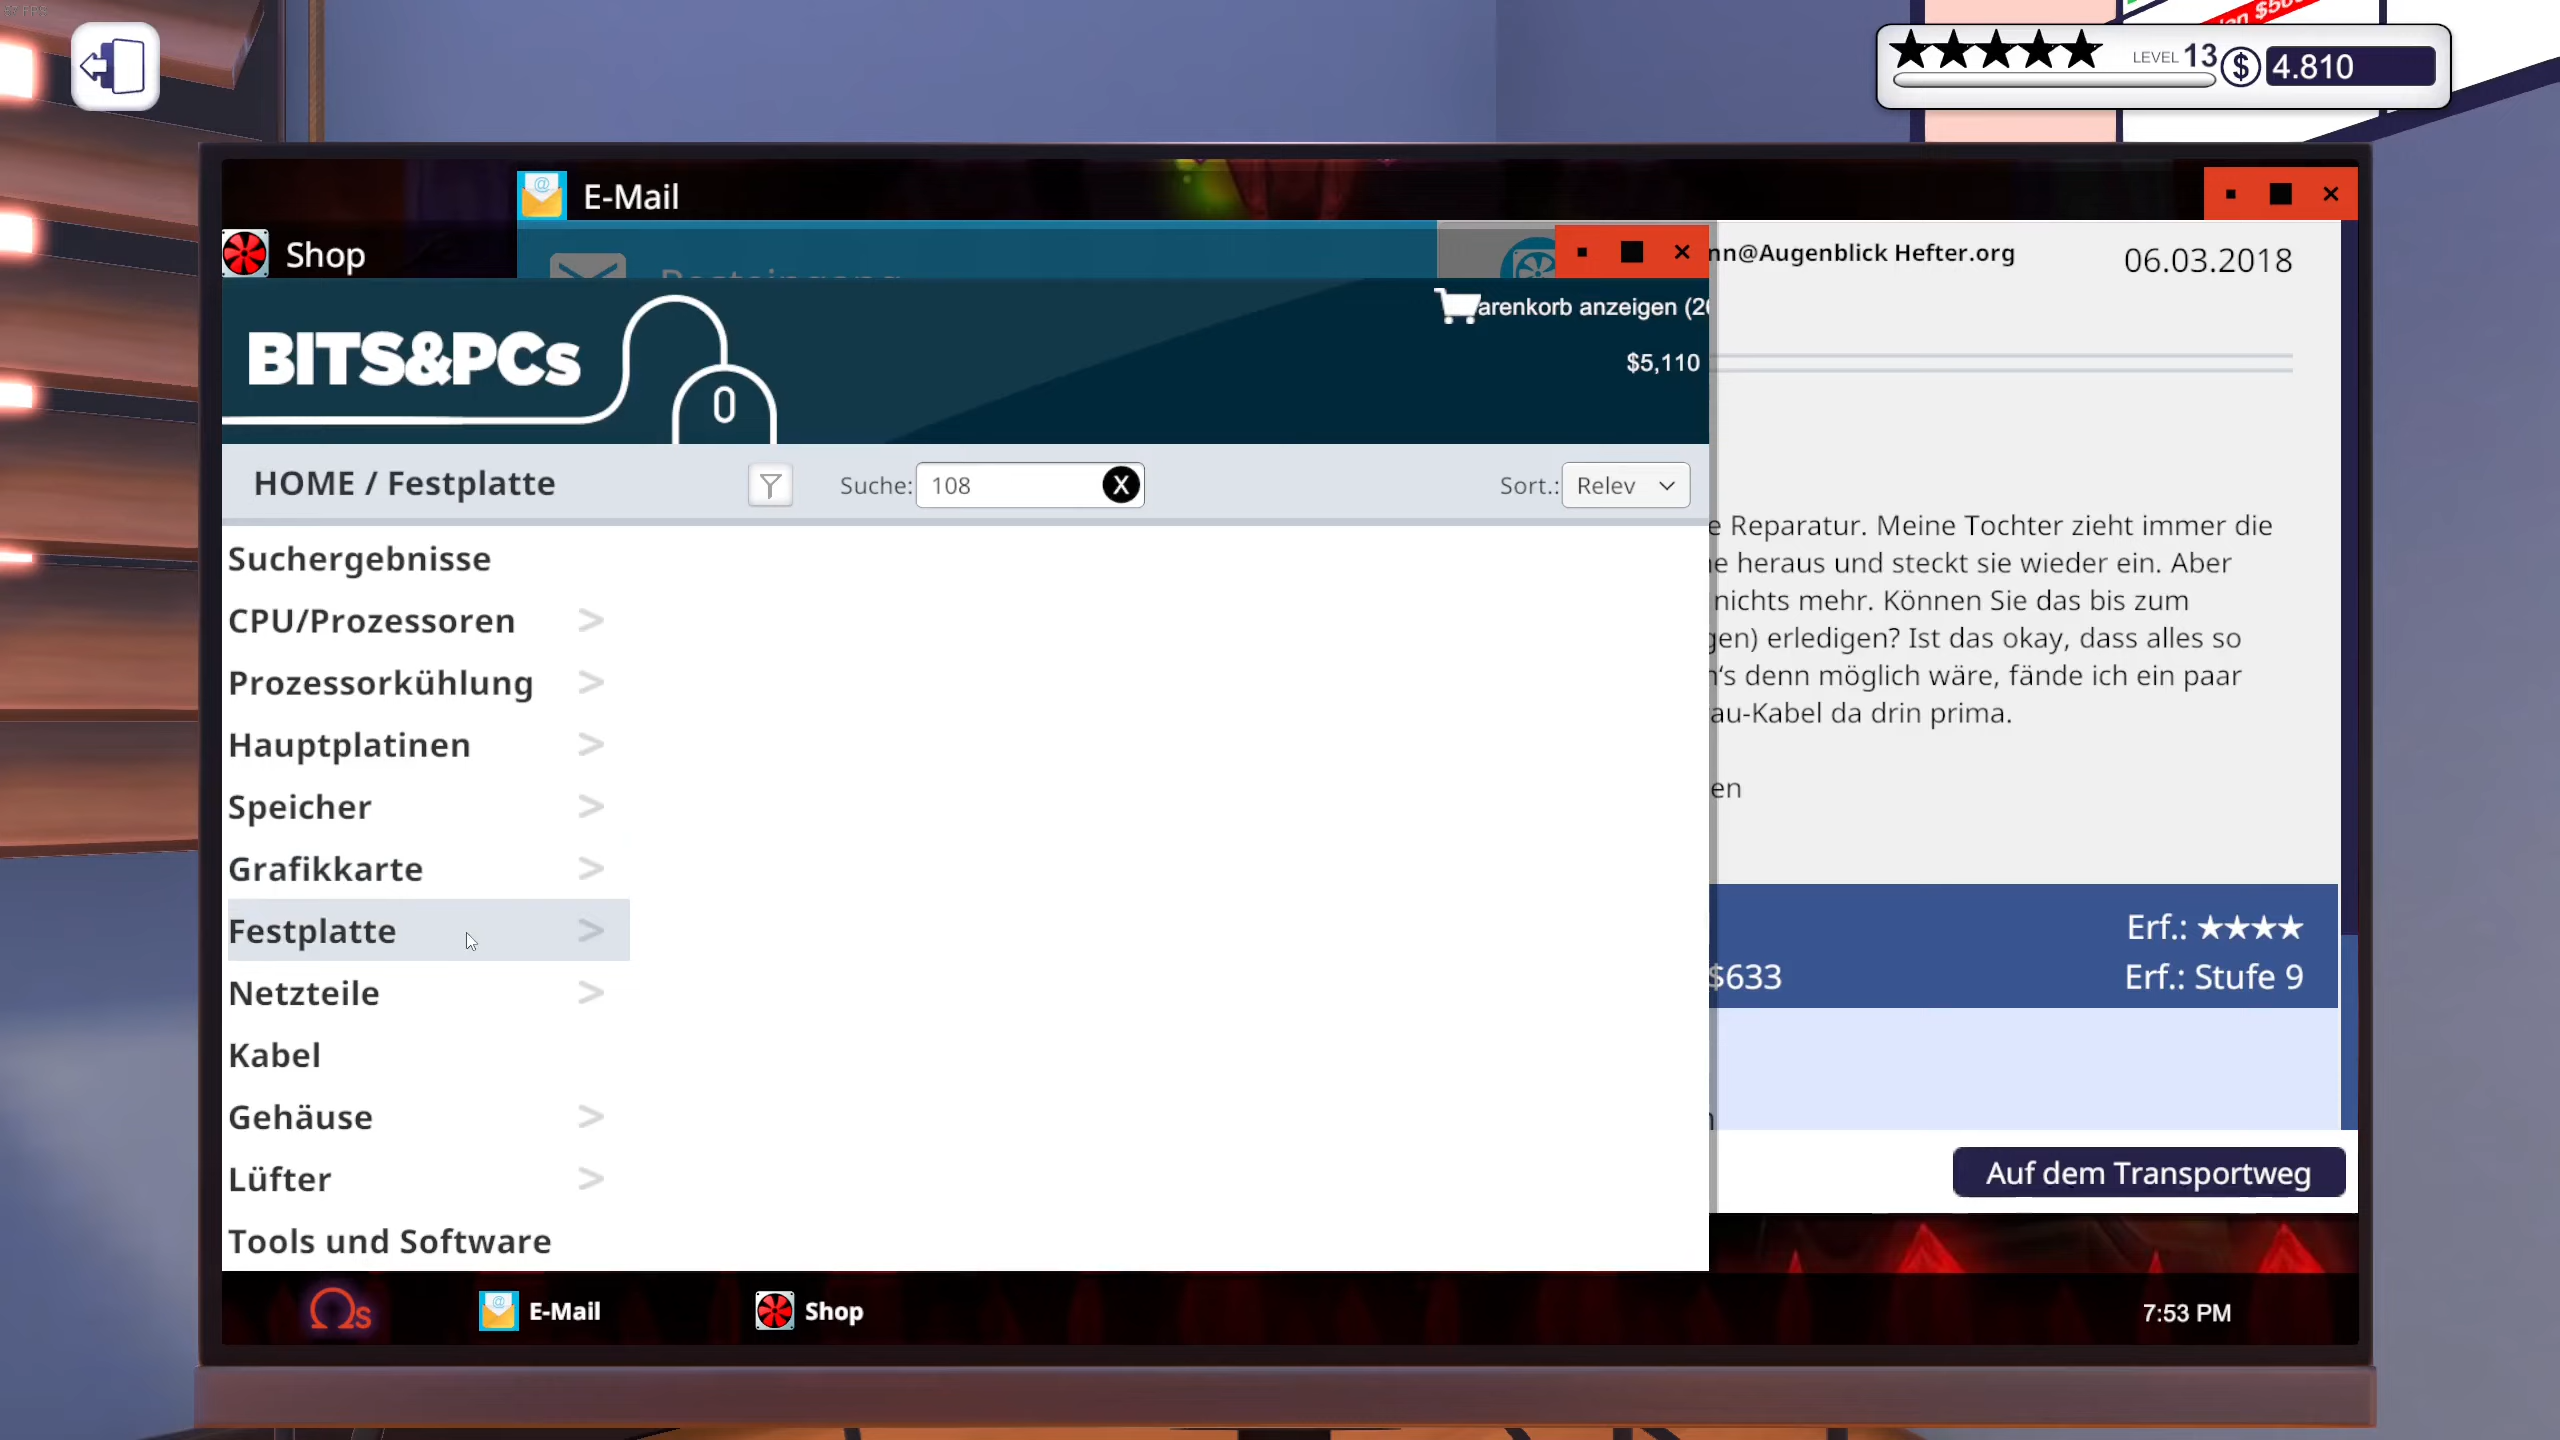 67 FPS
$500
LEVEL 13
$ 4.810
E-Mail
Shop
Posteingang
nn@Augenblick Hefter.org
06.03.2018
arenkorb anzeigen (2
BITS&PCs
$5,110
HOME / Festplatte
Suche: 108 X
Sort.: Relev
Suchergebnisse
CPU/Prozessoren >
Prozessorkühlung >
Hauptplatinen >
Speicher >
Grafikkarte >
Festplatte >
Netzteile >
Kabel
Gehäuse >
Lüfter >
Tools und Software
e Reparatur. Meine Tochter zieht immer die
e heraus und steckt sie wieder ein. Aber
nichts mehr. Können Sie das bis zum
gen) erledigen? Ist das okay, dass alles so
n's denn möglich wäre, fände ich ein paar
au-Kabel da drin prima.
en
Erf.: ★★★★
$633
Erf.: Stufe 9
Auf dem Transportweg
Ωs
E-Mail
Shop
7:53 PM